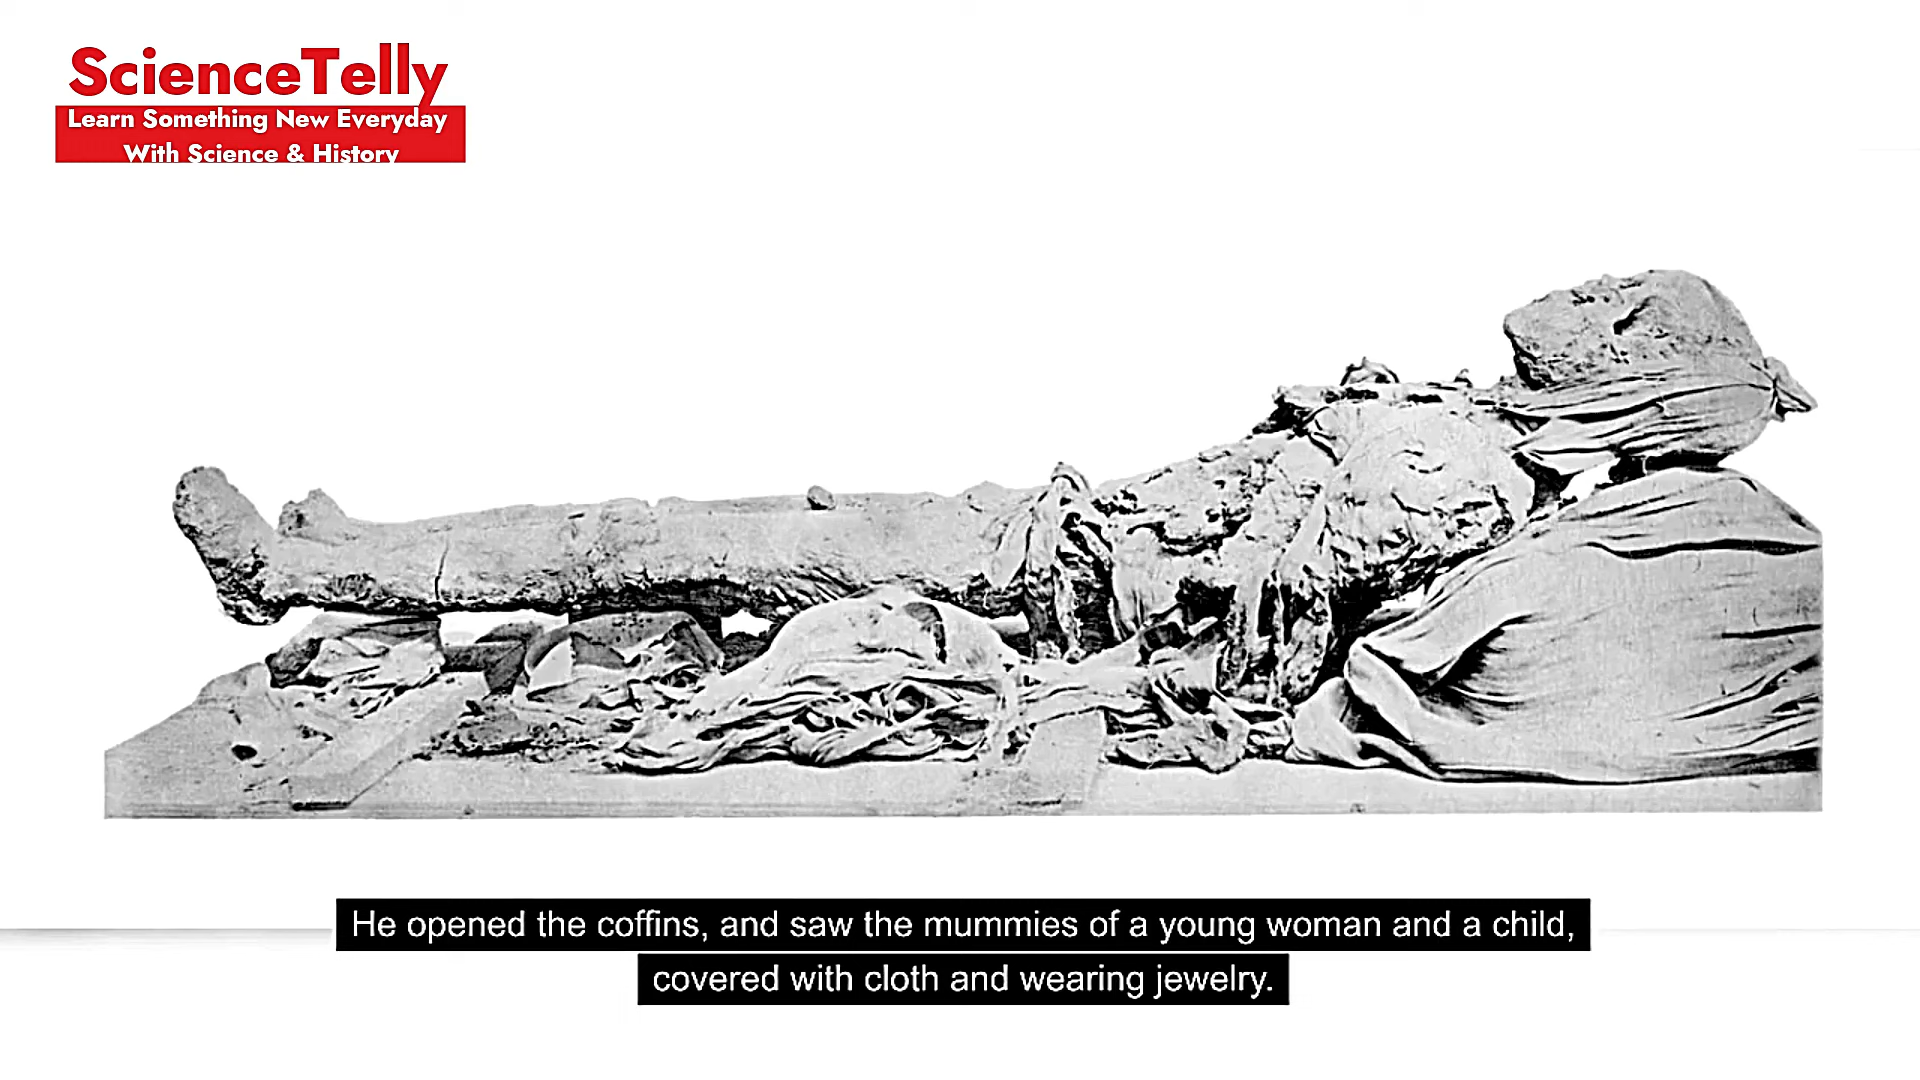 ScienceTelly
Learn Something New Everyday
With Science & History
He opened the coffins, and saw the mummies of a young woman and a child,
covered with cloth and wearing jewelry.